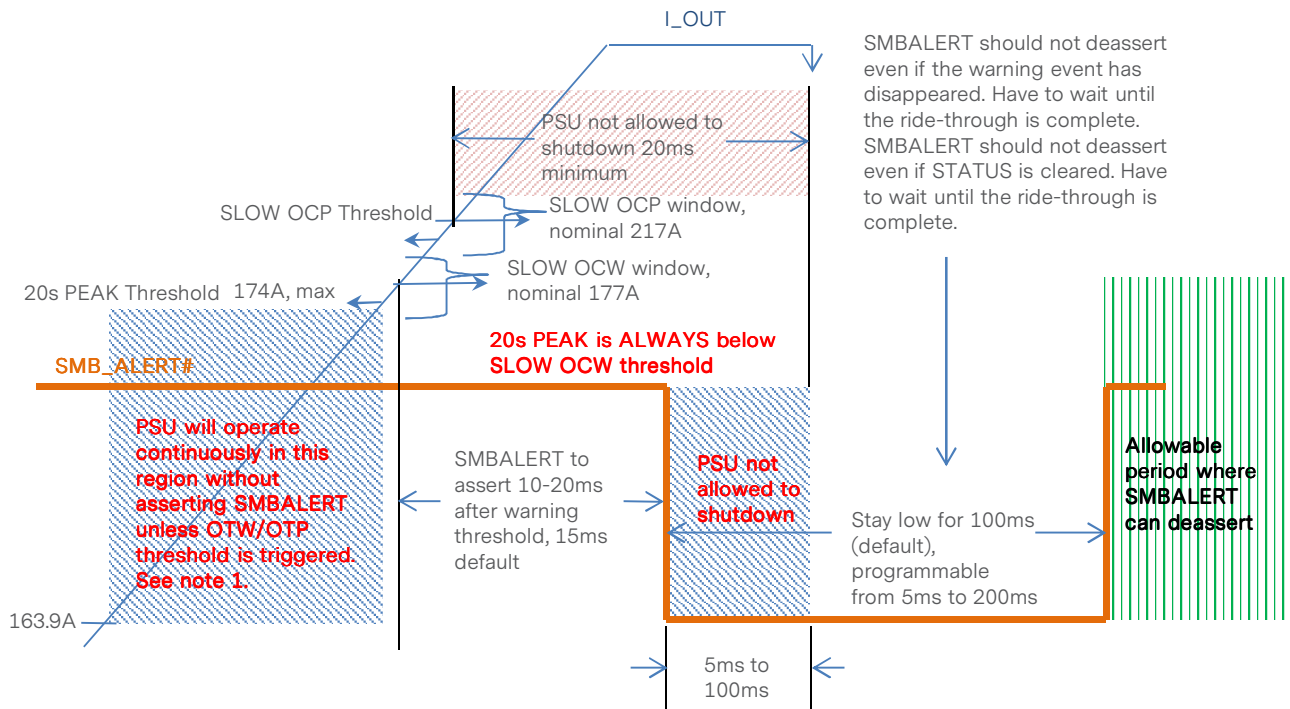 I_OUT
SMBALERT should not deassert
even if the warning event has
disappeared. Have to wait until
the ride-through is complete.
SMBALERT should not deassert
even if STATUS is cleared. Have
to wait until the ride-through is
complete.
PSU not allowed to
shutdown 20ms
minimum
SLOW OCP Threshold
SLOW OCP window,
nominal 217A
SLOW OCW window,
nominal 177A
20s PEAK Threshold 174A, max
20s PEAK is ALWAYS below
SLOW OCW threshold
SMB_ALERT#
PSU will operate
continuously in this
region without
asserting SMBALERT
unless OTW/OTP
threshold is triggered.
See note 1.
SMBALERT to
assert 10-20ms
after warning
threshold, 15ms
default
PSU not
allowed to
shutdown
Stay low for 100ms
(default),
programmable
from 5ms to 200ms
Allowable
period where
SMBALERT
can deassert
163.9A
5ms to
100ms